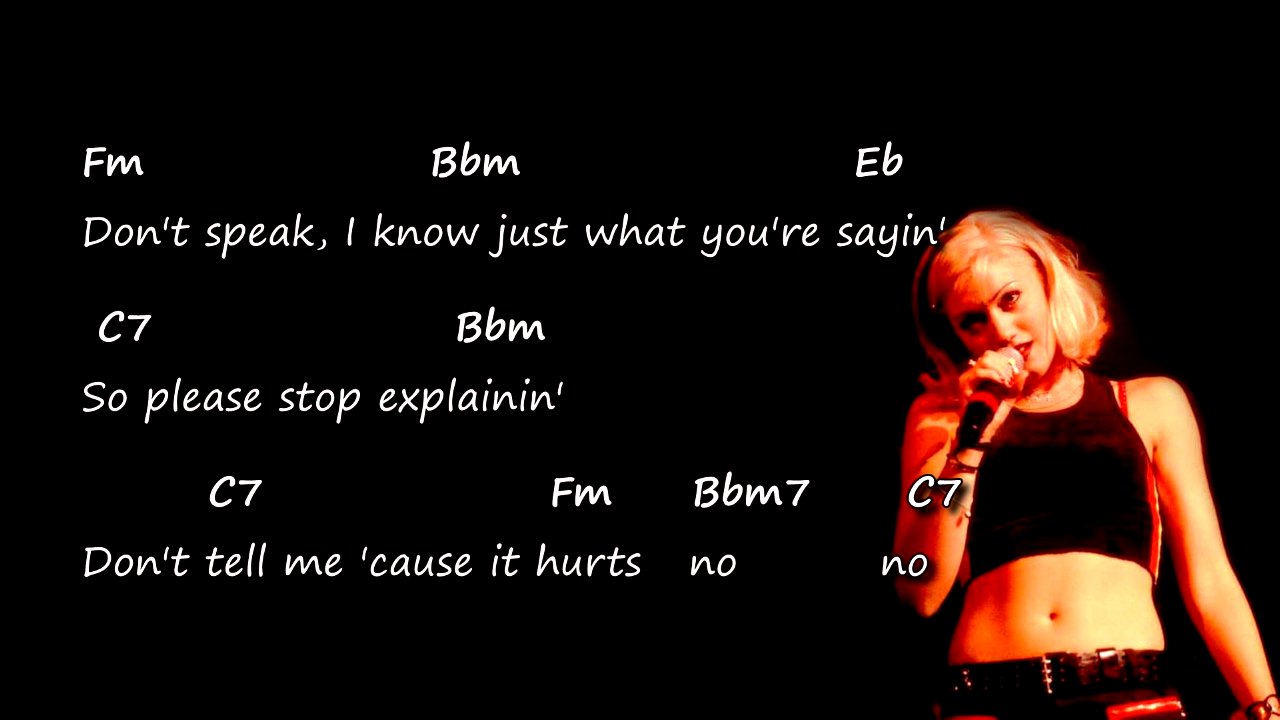 Fm Bbm Eb
Don't speak, I know just what you're sayin'
C7 Bbm
So please stop explainin'
C7 Fm Bbm7 C7
Don't tell me 'cause it hurts no no